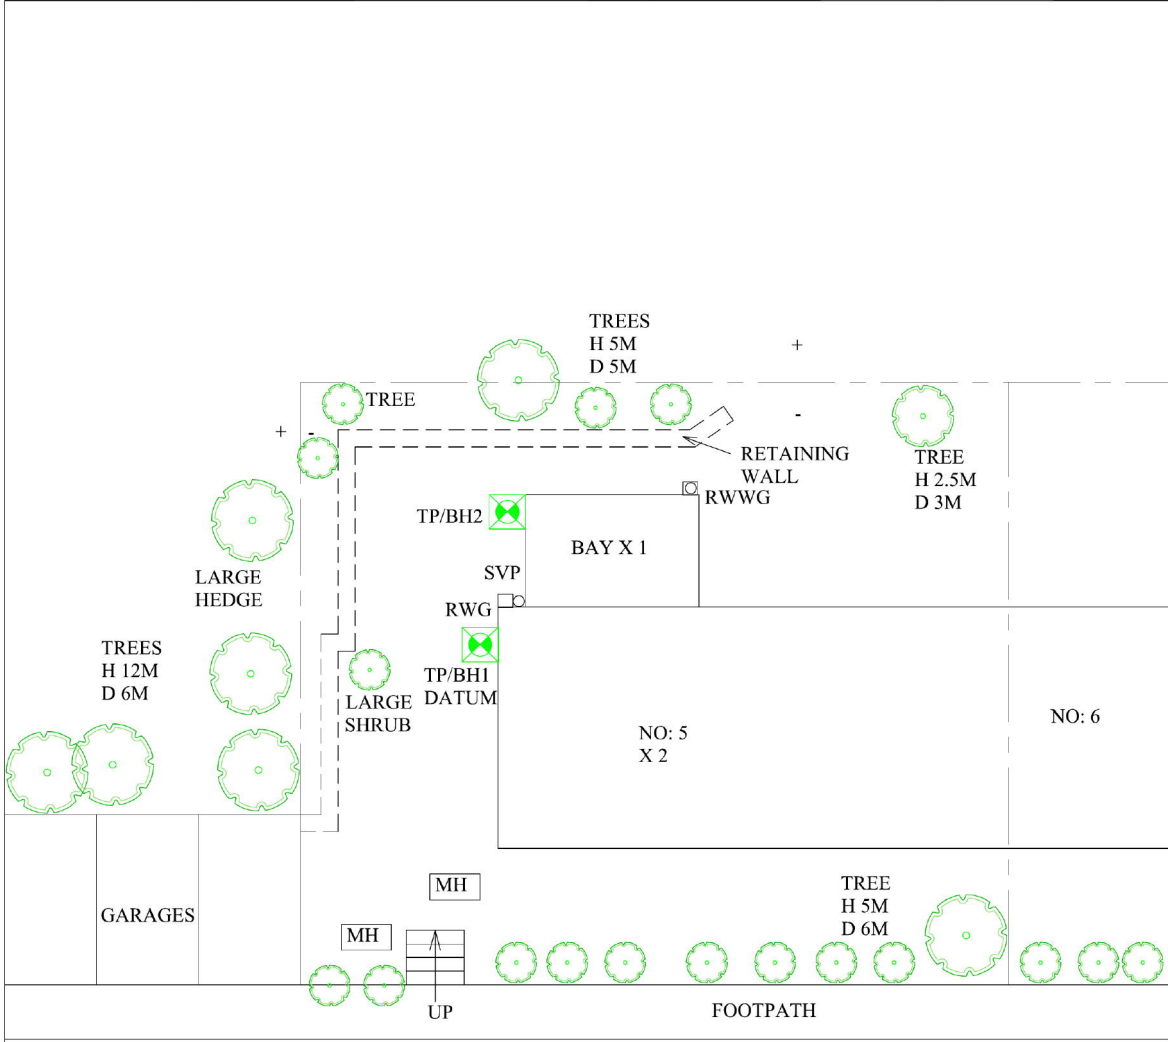 TREES
H 5M
D 5M
+
TREE
-
+ -
RETAINING
WALL
TREE
H 2.5M
D 3M
RWWG
TP/BH2
BAY X 1
SVP
LARGE
HEDGE
RWG
TREES
H 12M
D 6M
TP/BH1
DATUM
LARGE
SHRUB
NO: 5
X 2
NO: 6
MH
TREE
H 5M
D 6M
GARAGES
MH
UP
FOOTPATH